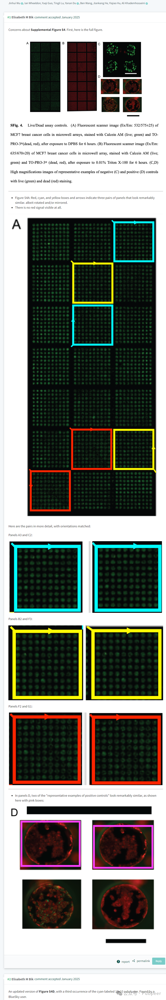 Jinhui Wu, Ian Wheeldon, Yuqi Guo, Tingli Lu, Yanan Du, Ben Wang, Jiankang He, Yiqiao Hu, Ali Khademhosseini
#1 Elisabeth M Bik comment accepted January 2025
Concerns about Supplemental Figure S4. First, here is the full figure.
A
B
C
D
SFig. 4. Live/Dead assay controls. (A) Fluorescent scanner image (Ex/Em: 532/575±25) of
MCF7 breast cancer cells in microwell arrays, stained with Calcein AM (live; green) and TO-
PRO-3®(dead, red), after exposure to DPBS for 6 hours. (B) Fluorescent scanner image (Ex/Em:
635/670±20) of MCF7 breast cancer cells in microwell array, stained with Calcein AM (live;
green) and TO-PRO-3® (dead, red), after exposure to 0.01% Triton X-100 for 6 hours. (C,D)
High magnifications images of representative examples of negative (C) and positive (D) controls
with live (green) and dead (red) staining.
• Figure S4A: Red, cyan, and yellow boxes and arrows indicate three pairs of panels that look remarkably
similar. albeit rotated and/or mirrored.
• There is no red signal visible at all.
A
Here are the pairs in more detail, with orientations matched:
Panels A3 and C2:
Panels B2 and F3:
Panels F2 and G1:
• In panels D, two of the "representative examples of positive controls" look remarkably similar, as shown
here with pink boxes:
D
report
permalink
Reply
#2 Elisabeth M Bik comment accepted January 2025
An updated version of Figure S4D, with a third occurrence of the cyan-labeled 10x10 subcluster. Found by a
BlueSky user.
公众号 · Pubpeer